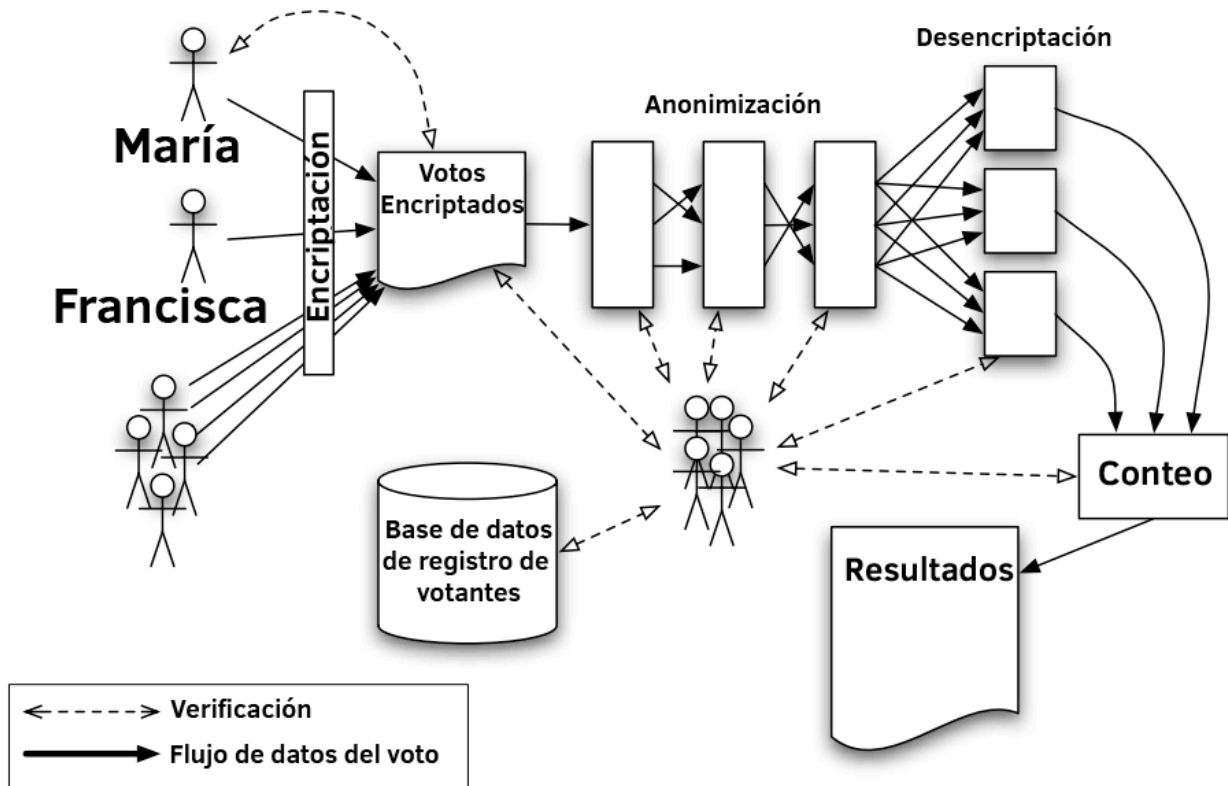 Desencriptación
Anonimización
María
Encriptación
Votos
Encriptados
Francisca
Conteo
Base de datos
de registro de
votantes
Resultados
Verificación
Flujo de datos del voto